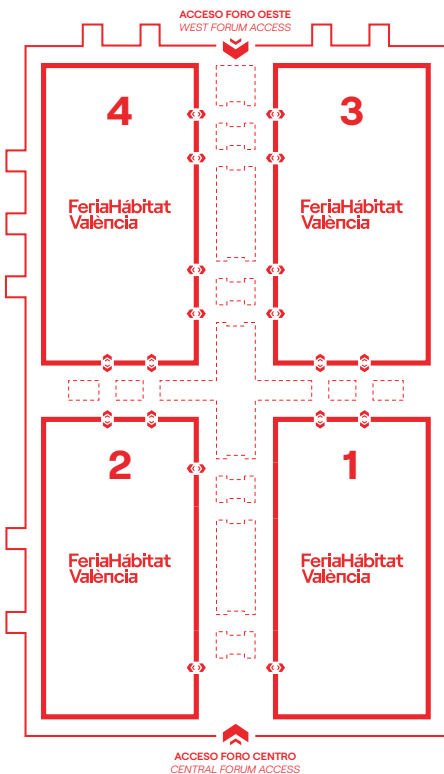 ACCESO FORO OESTE
WEST FORUM ACCESS
4
3
FeriaHábitat
València
FeriaHábitat
València
2
1
FeriaHábitat
València
FeriaHábitat
València
ACCESO FORO CENTRO
CENTRAL FORUM ACCESS